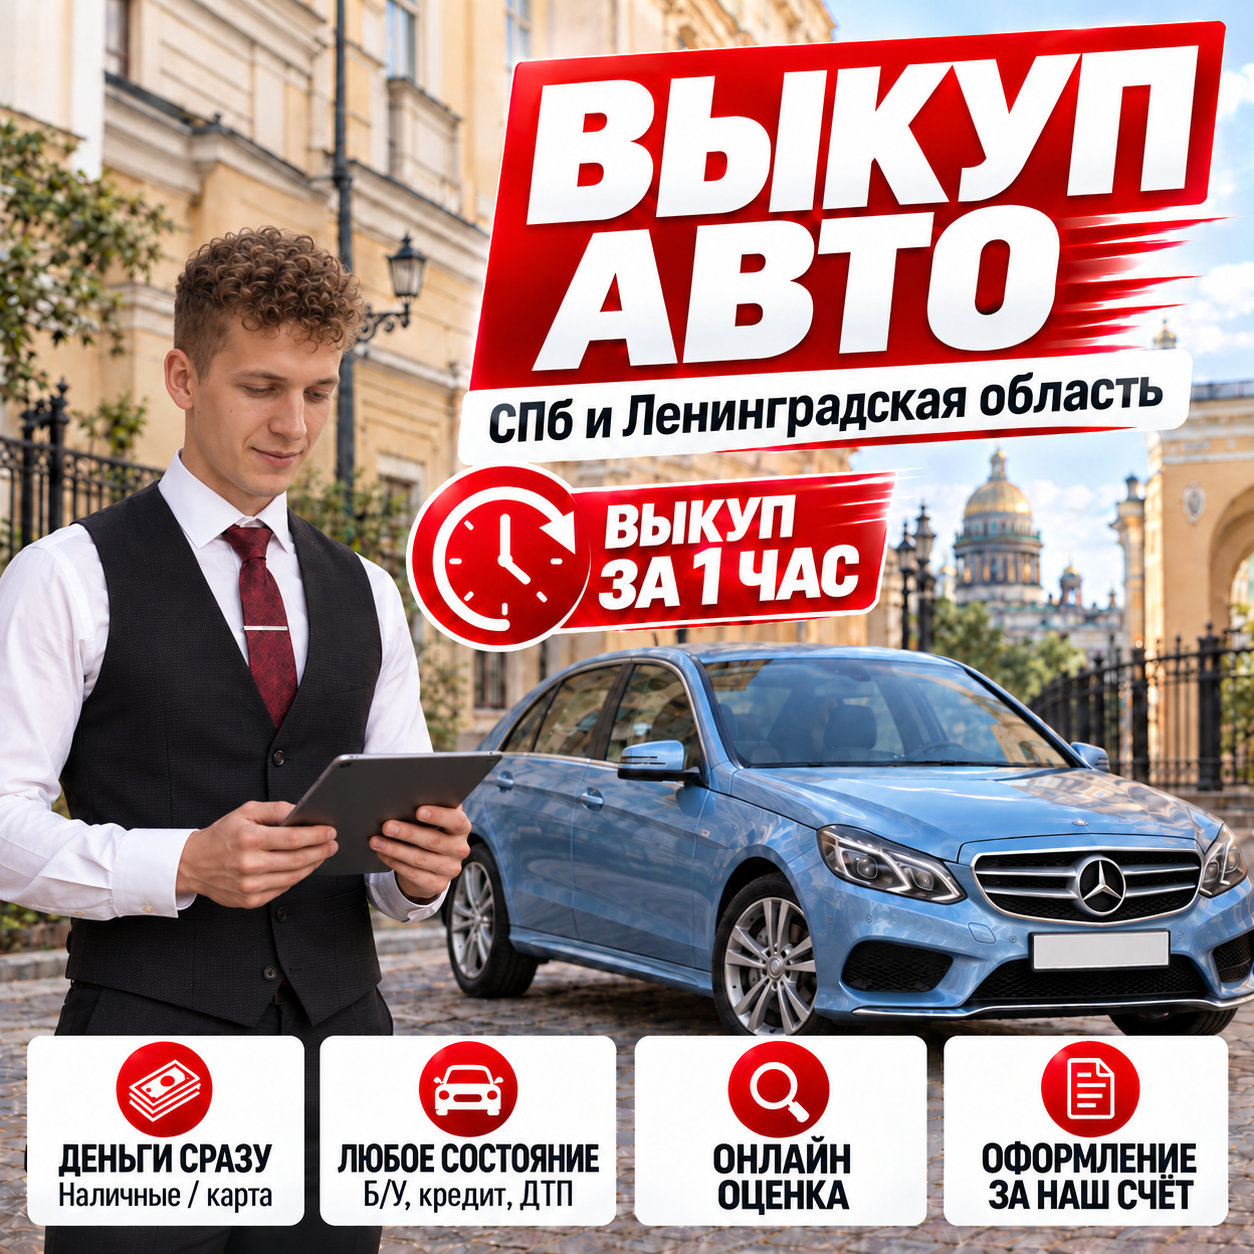 ВЫКУП
АВТО
СПб и Ленинградская область
ВЫКУП
ЗА 1 ЧАС
ДЕНЬГИ СРАЗУ
Наличные / карта
ЛЮБОЕ СОСТОЯНИЕ
Б/У, кредит, ДТП
ОНЛАЙН
ОЦЕНКА
ОФОРМЛЕНИЕ
ЗА НАШ СЧЁТ